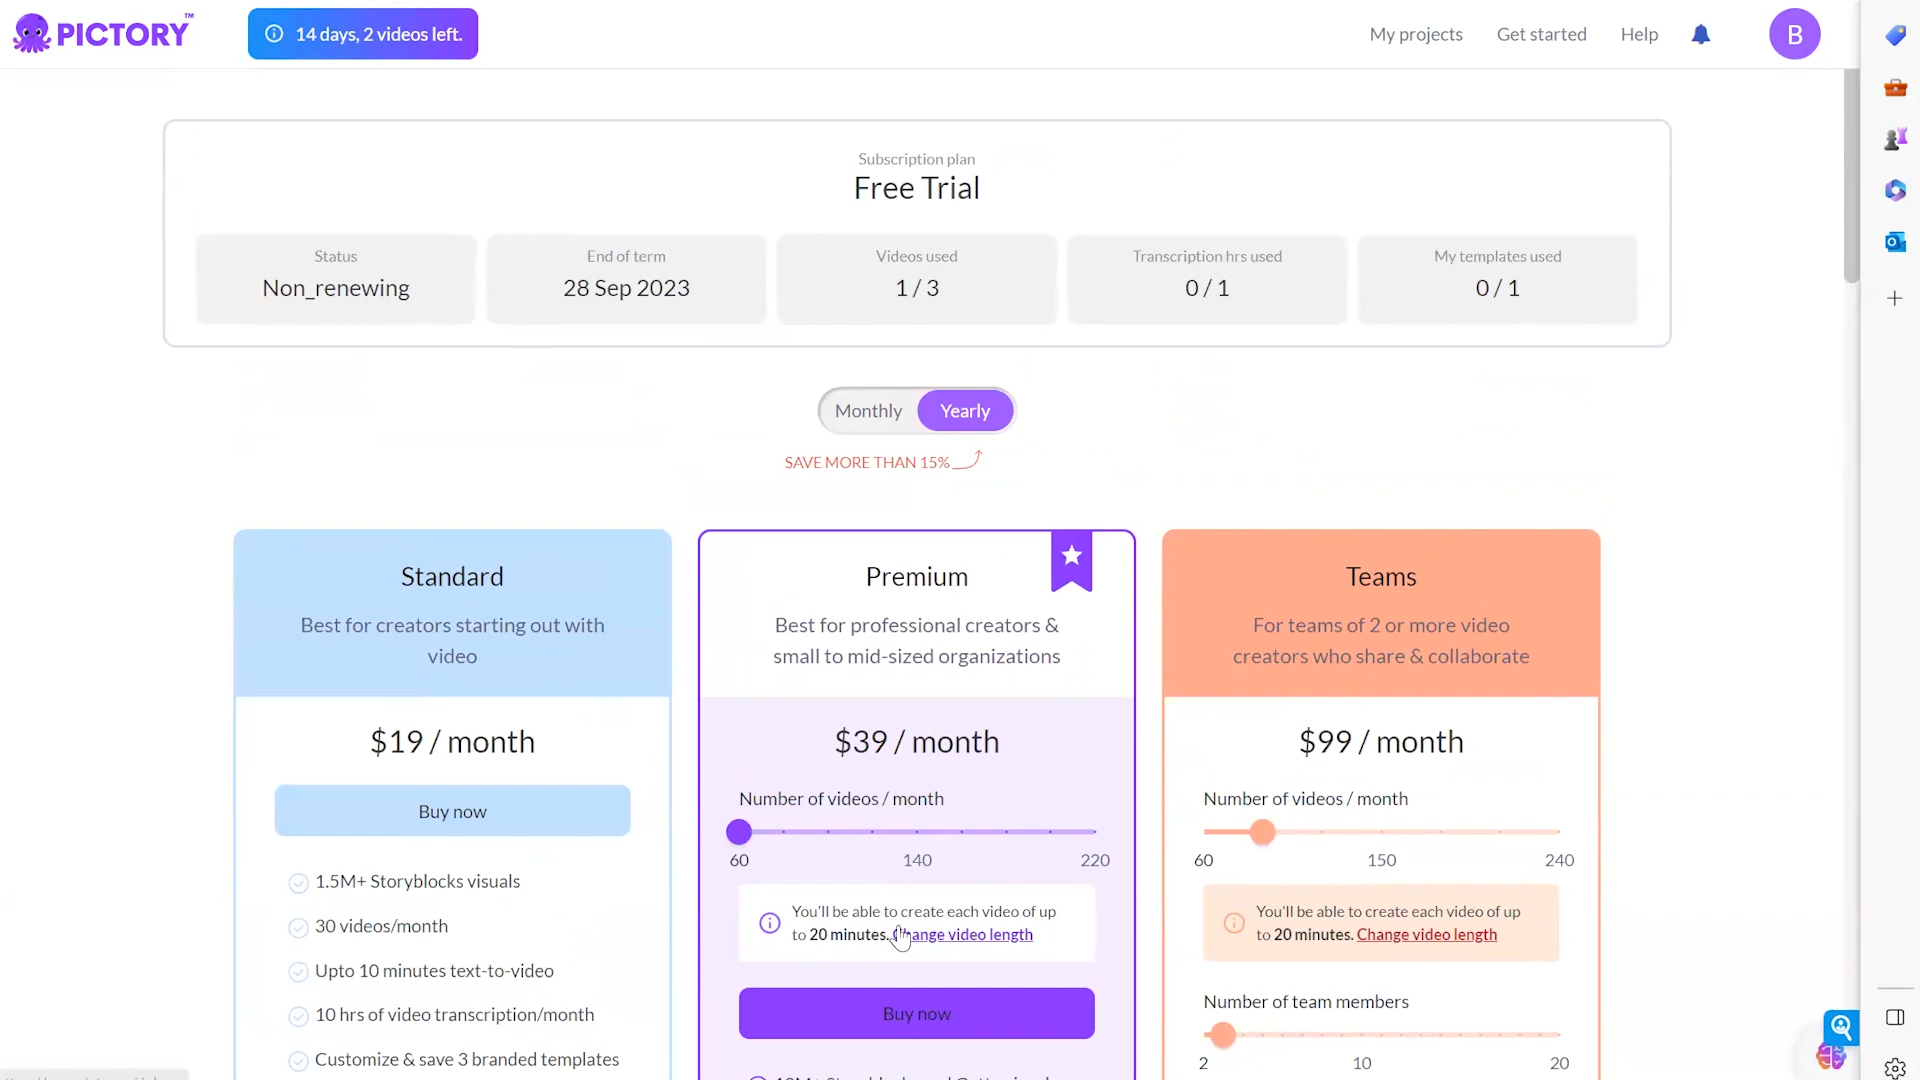 PICTORY™
14 days, 2 videos left.
My projects
Get started
Help
B
Subscription plan
Free Trial
Status
Non_renewing
End of term
28 Sep 2023
Videos used
1 / 3
Transcription hrs used
0 / 1
My templates used
0 / 1
Monthly
Yearly
SAVE MORE THAN 15%
Standard
Best for creators starting out with
video
$19 / month
Buy now
1.5M+ Storyblocks visuals
30 videos/month
Upto 10 minutes text-to-video
10 hrs of video transcription/month
Customize & save 3 branded templates
Premium
Best for professional creators &
small to mid-sized organizations
$39 / month
Number of videos / month
60 140 220
You'll be able to create each video of up
to 20 minutes. Change video length
Buy now
Teams
For teams of 2 or more video
creators who share & collaborate
$99 / month
Number of videos / month
60 150 240
You'll be able to create each video of up
to 20 minutes. Change video length
Number of team members
2 10 20